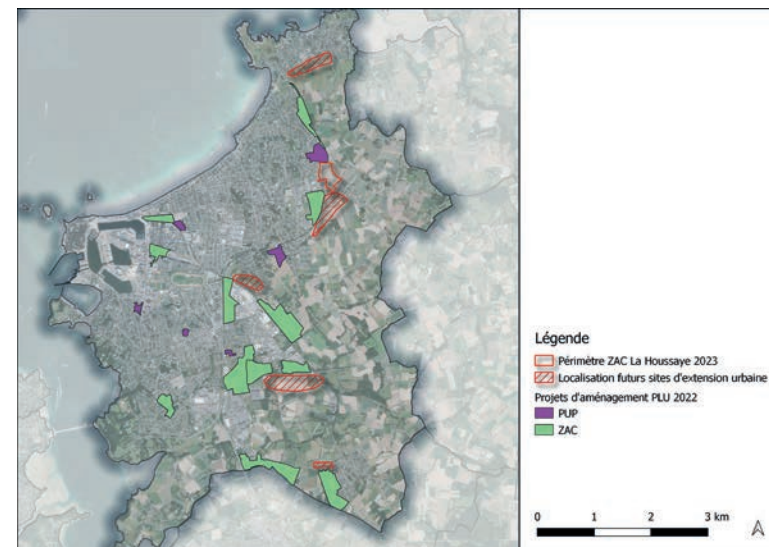 Légende
Périmètre ZAC La Houssaye 2023
Localisation futurs sites d'extension urbaine
Projets d'aménagement PLU 2022
PUP
ZAC
0 1 2 3 km